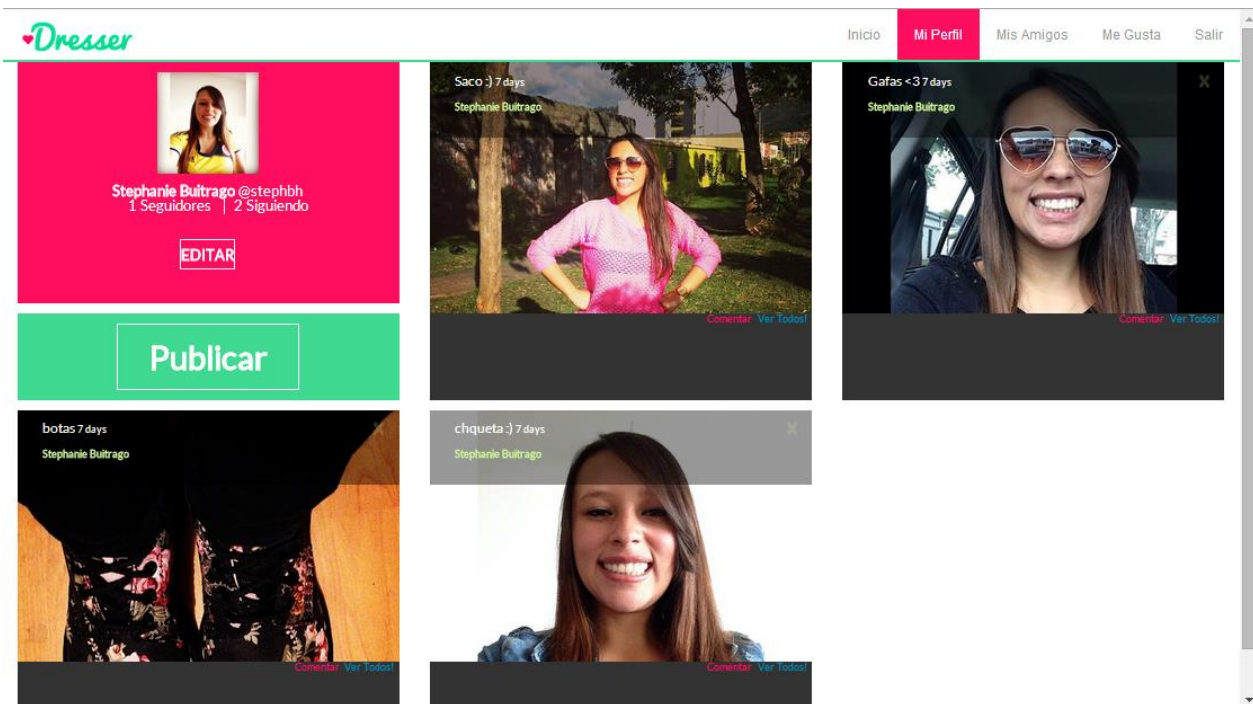 Dresser
Inicio Mi Perfil Mis Amigos Me Gusta Salir
Stephanie Buitrago @stephbh
1 Seguidores | 2 Siguiendo
EDITAR
Publicar
Saco :) 7 days X
Stephanie Buitrago
Comentar Ver Todos!
Gafas <3 7 days X
Stephanie Buitrago
Comentar Ver Todos!
botas 7 days X
Stephanie Buitrago
Comentar Ver Todos!
chqueta :) 7 days X
Stephanie Buitrago
Comentar Ver Todos!